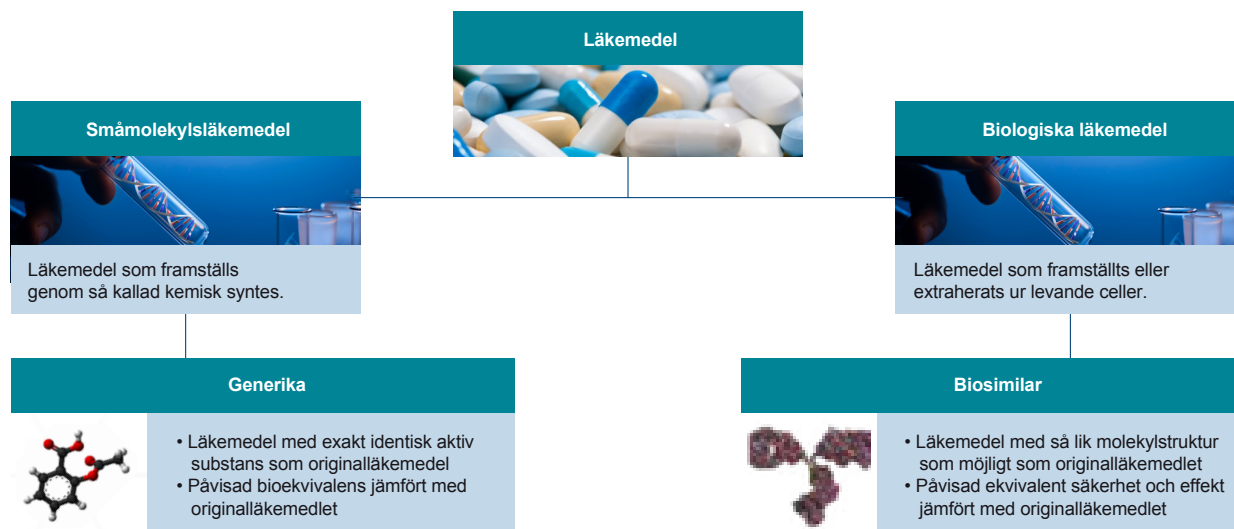 Läkemedel
Småmolekylsläkemedel
Läkemedel som framställs
genom så kallad kemisk syntes.
Biologiska läkemedel
Läkemedel som framställts eller
extraherats ur levande celler.
Generika
• Läkemedel med exakt identisk aktiv
substans som originalläkemedel
• Påvisad bioekvivalens jämfört med
originalläkemedlet
Biosimilar
• Läkemedel med så lik molekylstruktur
som möjligt som originalläkemedlet
• Påvisad ekvivalent säkerhet och effekt
jämfört med originalläkemedlet